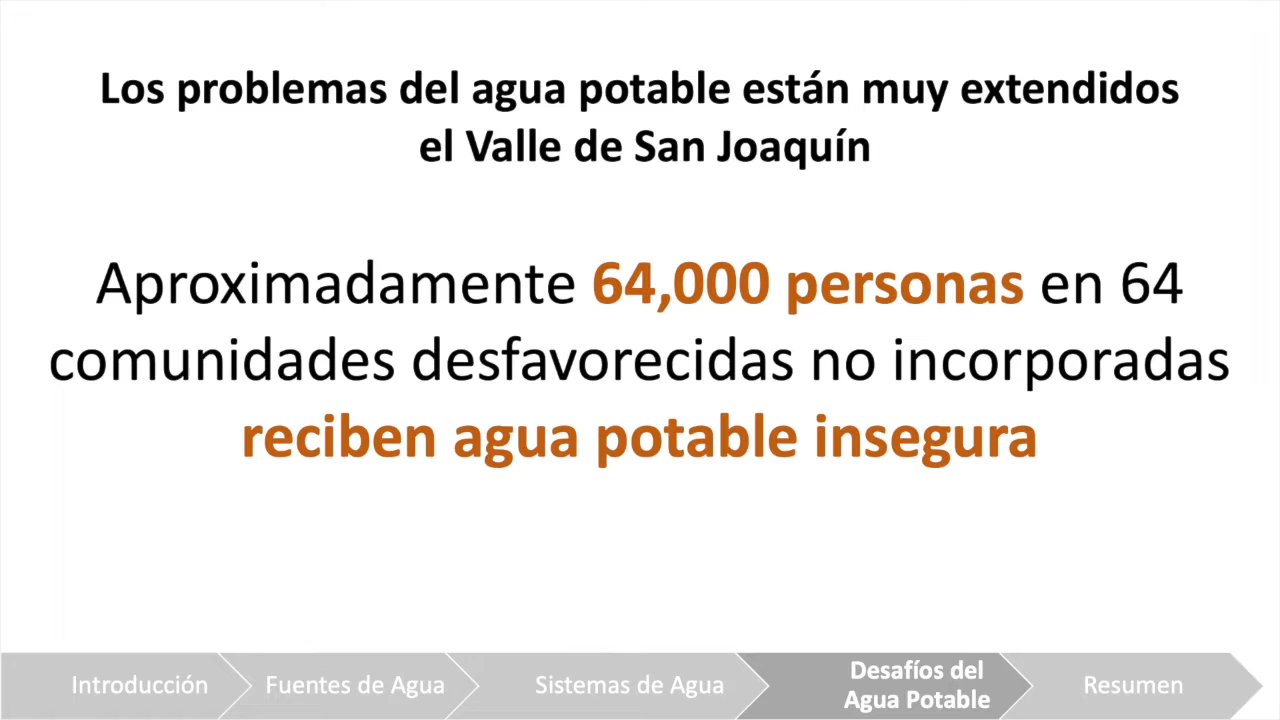 Los problemas del agua potable están muy extendidos
el Valle de San Joaquín
Aproximadamente 64,000 personas en 64
comunidades desfavorecidas no incorporadas
reciben agua potable insegura
Introducción
Fuentes de Agua
Sistemas de Agua
Desafíos del
Agua Potable
Resumen